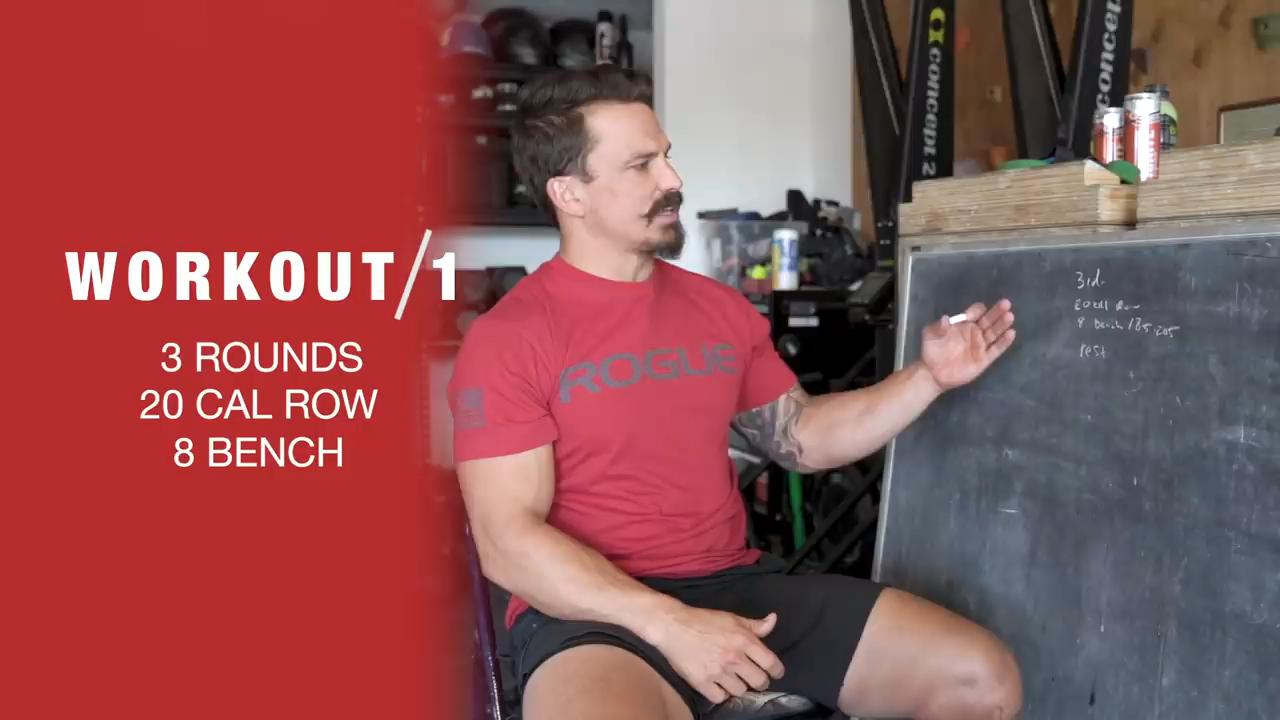 WORKOUT/1
3 ROUNDS
20 CAL ROW
8 BENCH
ROGUE
concept 2
concep
3rd.
20 cal Row
8 bench 185-205
rest